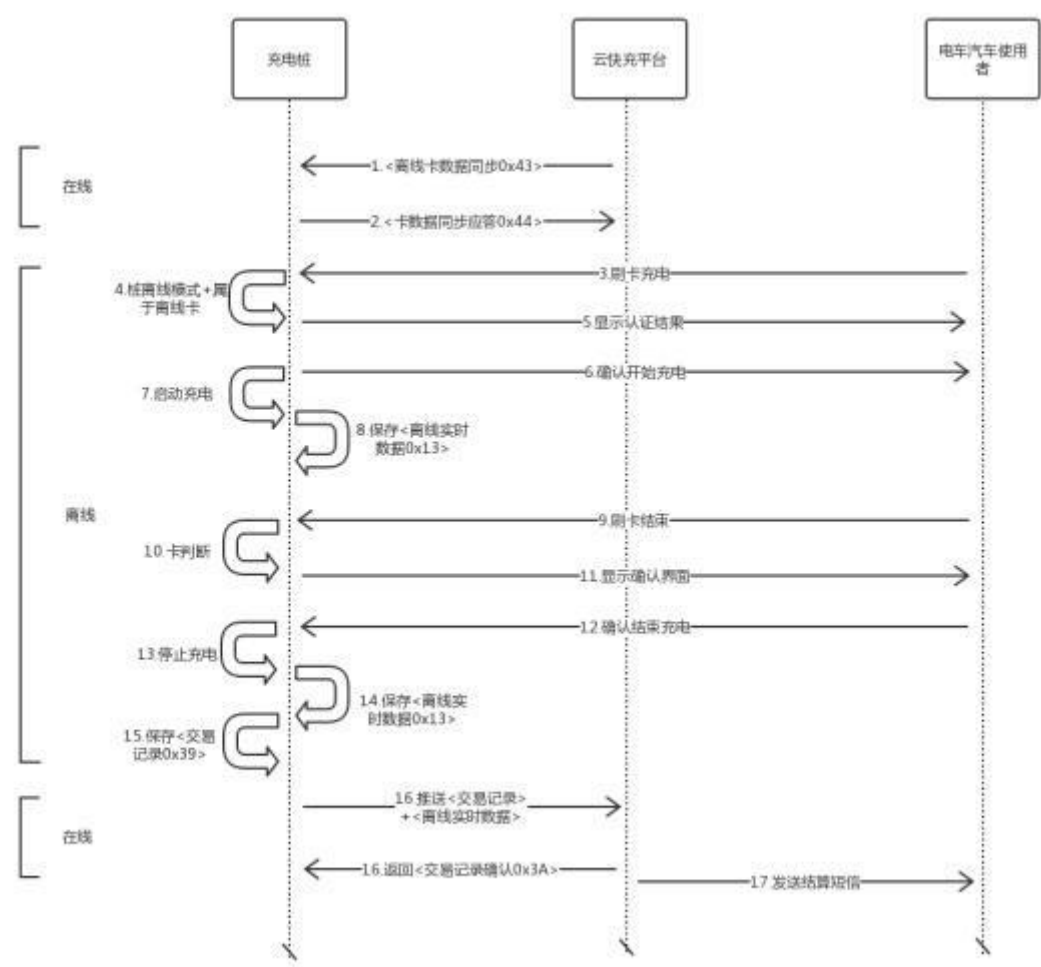 充电桩
云快充平台
电车汽车使用
者
在线
1.<离线卡数据同步0x43>
2.<卡数据同步应答0x44>
离线
3.刷卡充电
4.桩离线模式+属
于离线卡
5.显示认证结果
6.确认开始充电
7.启动充电
8.保存<离线实时
数据0x13>
9.刷卡结束
10.卡判断
11.显示确认界面
12.确认结束充电
13.停止充电
14.保存<离线实
时数据0x13>
15.保存<交易
记录0x39>
在线
16.推送<交易记录>
+<离线实时数据>
16.返回<交易记录确认0x3A>
17.发送结算短信